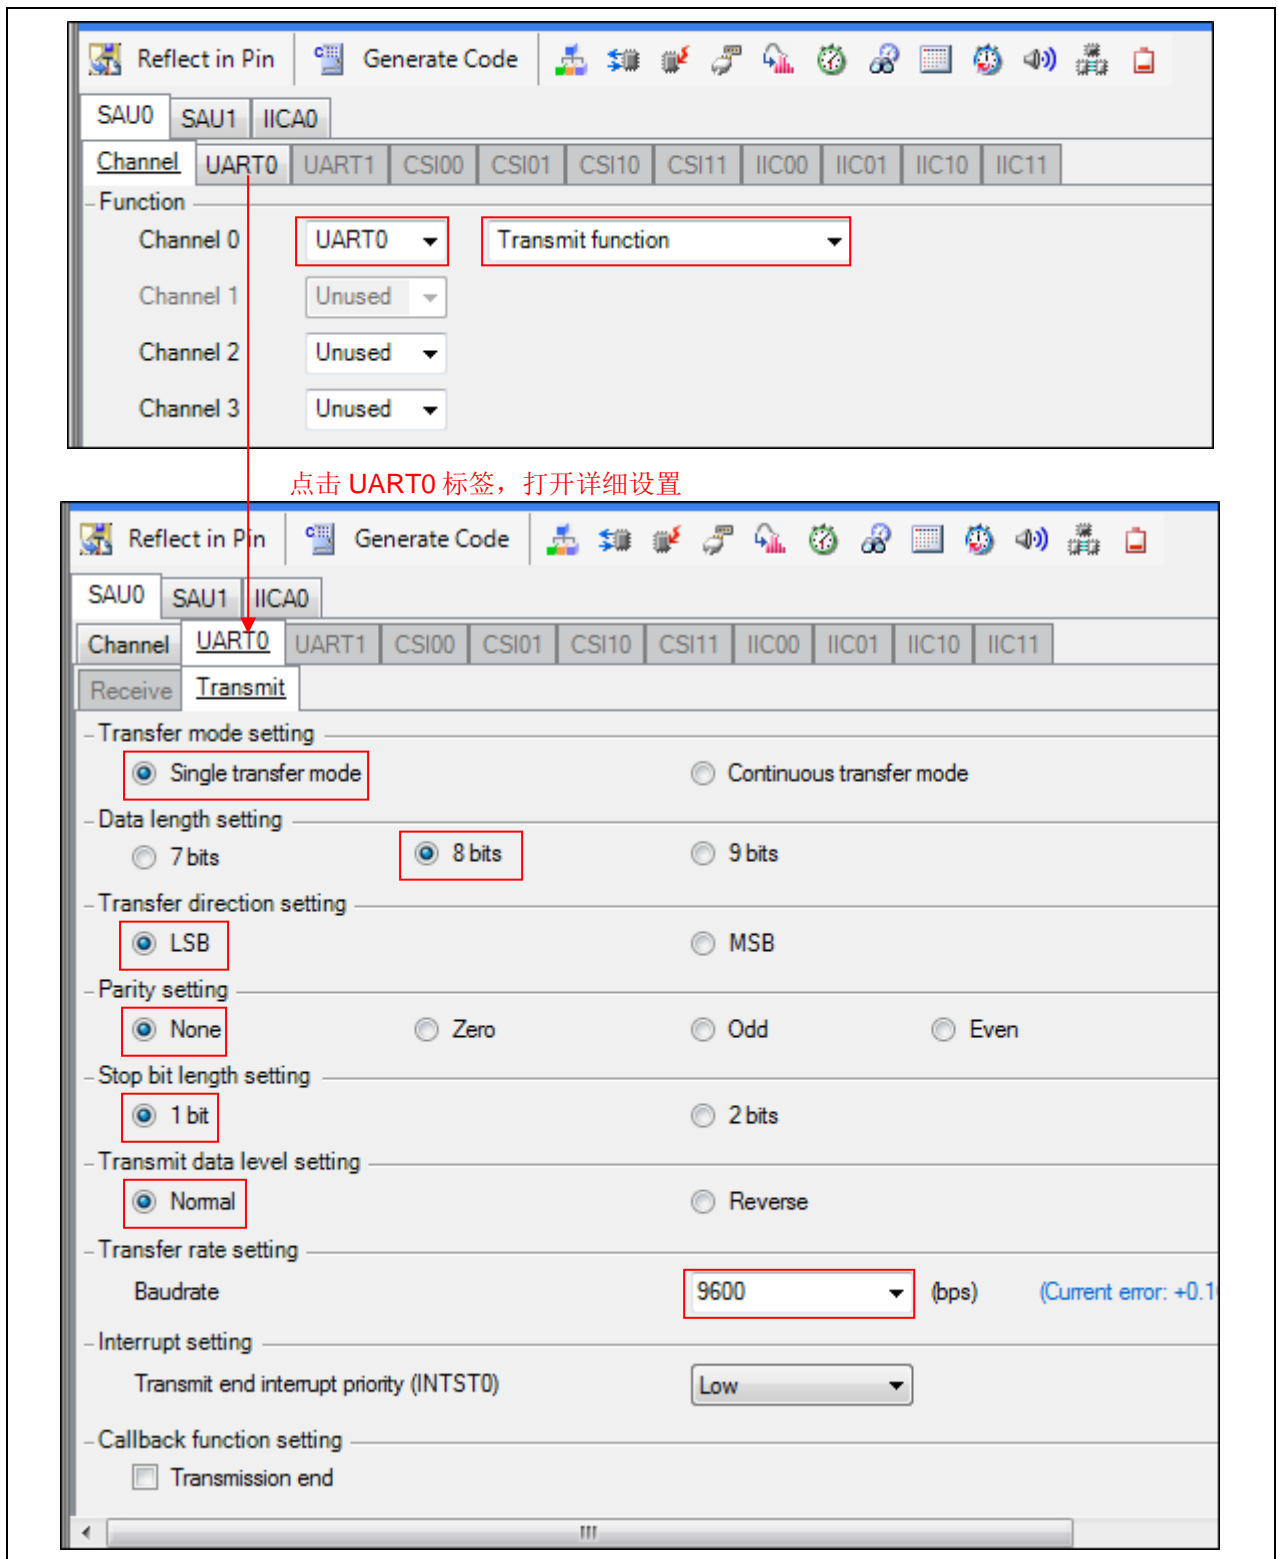 Reflect in Pin Generate Code
SAU0 SAU1 IICA0
Channel UART0 UART1 CSI00 CSI01 CSI10 CSI11 IIC00 IIC01 IIC10 IIC11
Function
Channel 0 UART0 Transmit function
Channel 1 Unused
Channel 2 Unused
Channel 3 Unused
点击 UART0 标签，打开详细设置
Reflect in Pin Generate Code
SAU0 SAU1 IICA0
Channel UART0 UART1 CSI00 CSI01 CSI10 CSI11 IIC00 IIC01 IIC10 IIC11
Receive Transmit
Transfer mode setting
Single transfer mode Continuous transfer mode
Data length setting
7 bits 8 bits 9 bits
Transfer direction setting
LSB MSB
Parity setting
None Zero Odd Even
Stop bit length setting
1 bit 2 bits
Transmit data level setting
Normal Reverse
Transfer rate setting
Baudrate 9600 (bps) (Current error: +0.1
Interrupt setting
Transmit end interrupt priority (INTST0) Low
Callback function setting
Transmission end